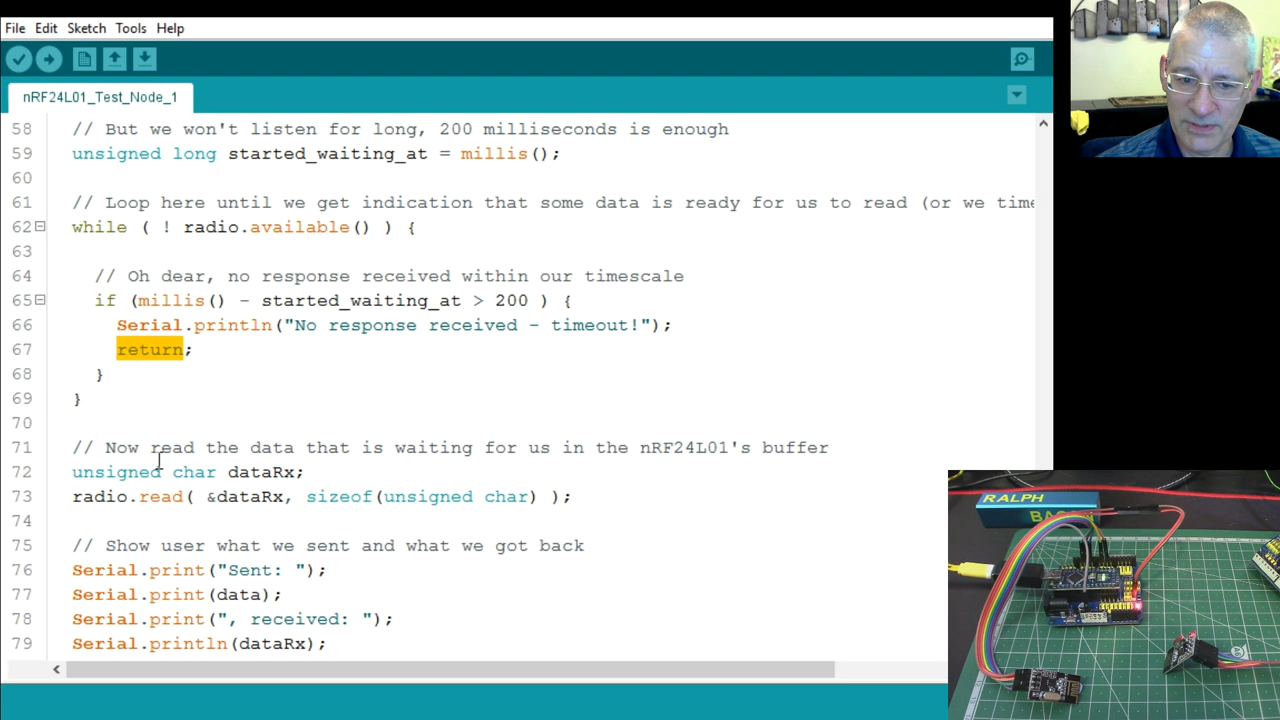 File Edit Sketch Tools Help
nRF24L01_Test_Node_1
58 // But we won't listen for long, 200 milliseconds is enough
59 unsigned long started_waiting_at = millis();
60
61 // Loop here until we get indication that some data is ready for us to read (or we time
62 while ( ! radio.available() ) {
63
64 // Oh dear, no response received within our timescale
65 if (millis() - started_waiting_at > 200 ) {
66 Serial.println("No response received - timeout!");
67 return;
68 }
69 }
70
71 // Now read the data that is waiting for us in the nRF24L01's buffer
72 unsigned char dataRx;
73 radio.read( &dataRx, sizeof(unsigned char) );
74
75 // Show user what we sent and what we got back
76 Serial.print("Sent: ");
77 Serial.print(data);
78 Serial.print(", received: ");
79 Serial.println(dataRx);
RALPH